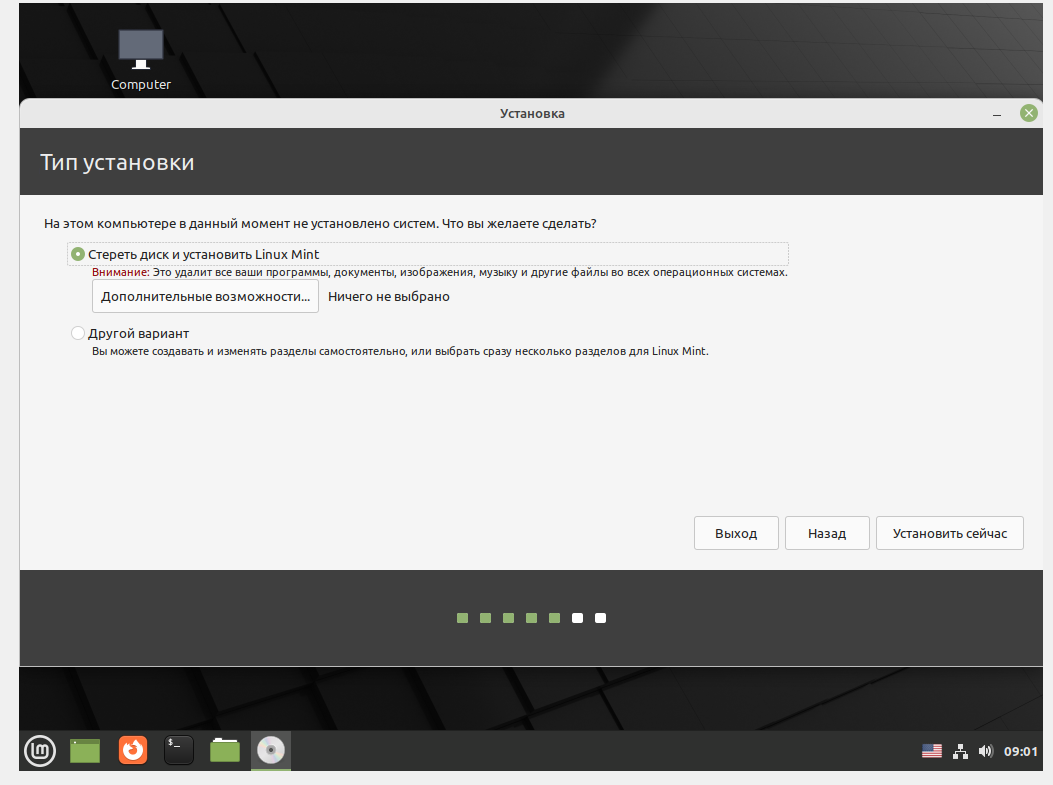 Computer
Установка
Тип установки
На этом компьютере в данный момент не установлено систем. Что вы желаете сделать?
Стереть диск и установить Linux Mint
Внимание: Это удалит все ваши программы, документы, изображения, музыку и другие файлы во всех операционных системах.
Дополнительные возможности... Ничего не выбрано
Другой вариант
Вы можете создавать и изменять разделы самостоятельно, или выбрать сразу несколько разделов для Linux Mint.
Выход Назад Установить сейчас
lm $_ 09:01